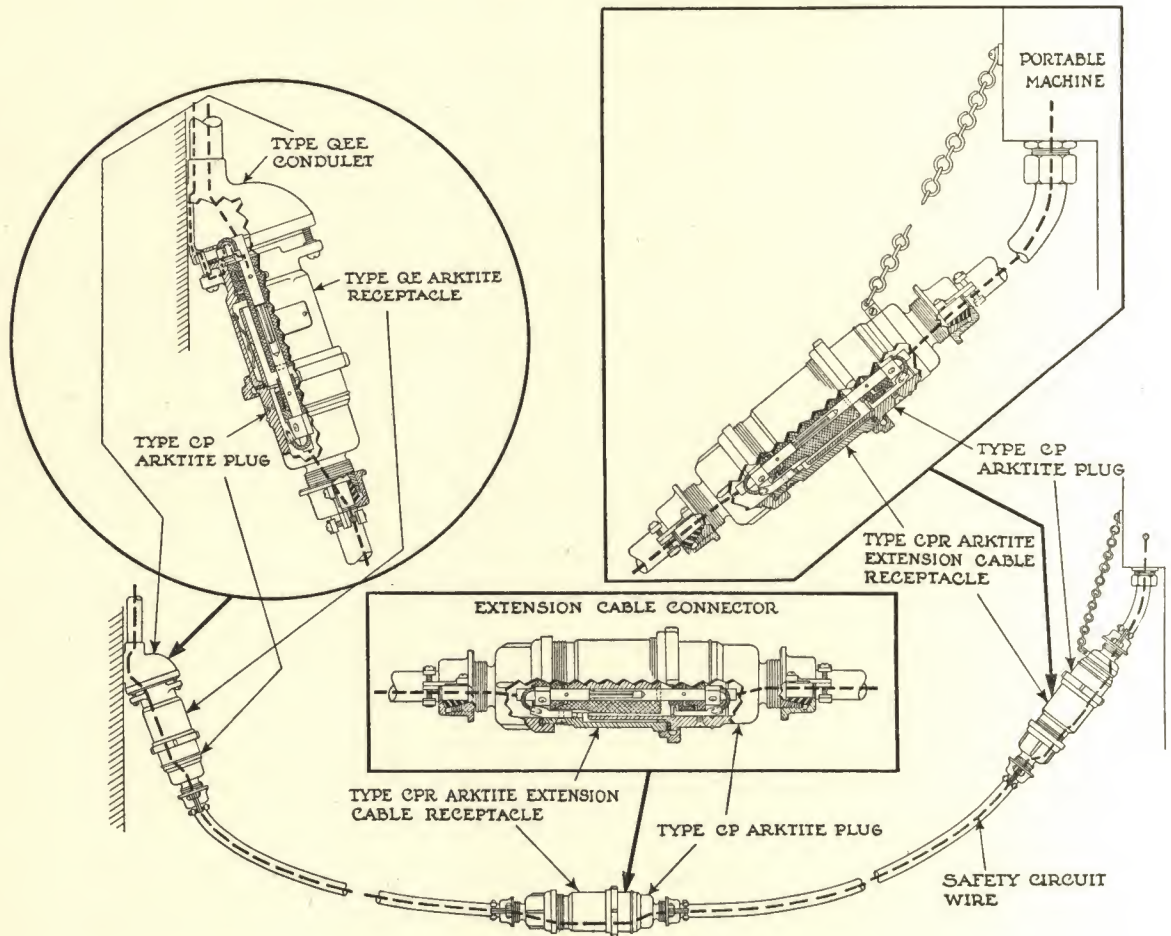 PORTABLE
MACHINE
TYPE QEE
CONDULET
TYPE QE ARKTITE
RECEPTACLE
TYPE CP
ARKTITE PLUG
TYPE CP
ARKTITE PLUG
TYPE CPR ARKTITE
EXTENSION CABLE
RECEPTACLE
EXTENSION CABLE CONNECTOR
TYPE CPR ARKTITE EXTENSION
CABLE RECEPTACLE
TYPE CP ARKTITE PLUG
SAFETY CIRCUIT
WIRE